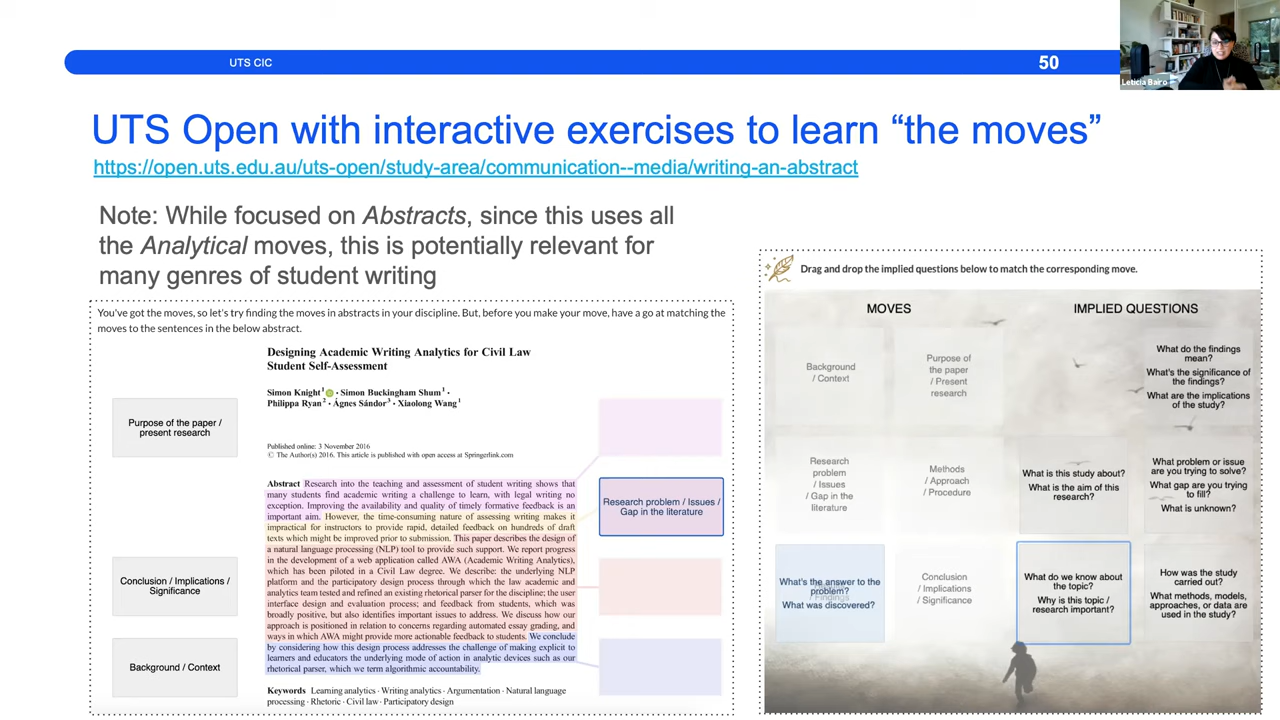 UTS CIC
50
Leticia Bairo
UTS Open with interactive exercises to learn “the moves”
https://open.uts.edu.au/uts-open/study-area/communication--media/writing-an-abstract
Note: While focused on Abstracts, since this uses all
the Analytical moves, this is potentially relevant for
many genres of student writing
You've got the moves, so let's try finding the moves in abstracts in your discipline. But, before you make your move, have a go at matching the
moves to the sentences in the below abstract.
Designing Academic Writing Analytics for Civil Law
Student Self-Assessment
Simon Knight1 · Simon Buckingham Shum1 ·
Philippa Ryan2 · Ágnes Sándor3 · Xiaolong Wang1
Published online: 3 November 2016
© The Author(s) 2016. This article is published with open access at Springerlink.com
Abstract Research into the teaching and assessment of student writing shows that
many students find academic writing a challenge to learn, with legal writing no
exception. Improving the availability and quality of timely formative feedback is an
important aim. However, the time-consuming nature of assessing writing makes it
impractical for instructors to provide rapid, detailed feedback on hundreds of draft
texts which might be improved prior to submission. This paper describes the design of
a natural language processing (NLP) tool to provide such support. We report progress
in the development of a web application called AWA (Academic Writing Analytics),
which has been piloted in a Civil Law degree. We describe: the underlying NLP
platform and the participatory design process through which the law academic and
analytics team tested and refined an existing rhetorical parser for the discipline; the user
interface design and evaluation process; and feedback from students, which was
broadly positive, but also identifies important issues to address. We discuss how our
approach is positioned in relation to concerns regarding automated essay grading, and
ways in which AWA might provide more actionable feedback to students. We conclude
by considering how this design process addresses the challenge of making explicit to
learners and educators the underlying mode of action in analytic devices such as our
rhetorical parser, which we term algorithmic accountability.
Keywords Learning analytics · Writing analytics · Argumentation · Natural language
processing · Rhetoric · Civil law · Participatory design
Purpose of the paper /
present research
Conclusion / Implications /
Significance
Background / Context
Research problem / Issues /
Gap in the literature
Drag and drop the implied questions below to match the corresponding move.
MOVES
IMPLIED QUESTIONS
Background
/ Context
Purpose of
the paper
/ Present
research
What do the findings
mean?
What's the significance of
the findings?
What are the implications
of the study?
Research
problem
/ Issues
/ Gap in the
literature
Methods
/ Approach
/ Procedure
What is this study about?
What is the aim of this
research?
What problem or issue
are you trying to solve?
What gap are you trying
to fill?
What is unknown?
What's the answer to the
problem?
What was discovered?
Conclusion
/ Implications
/ Significance
What do we know about
the topic?
Why is this topic /
research important?
How was the study
carried out?
What methods, models,
approaches, or data are
used in the study?